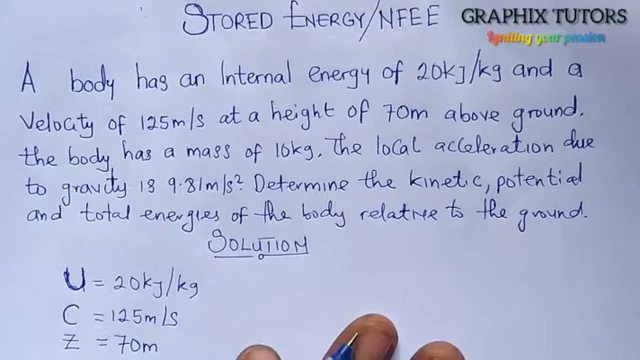 STORED ENERGY/NFEE
GRAPHIX TUTORS
Igniting your passion
A body has an Internal energy of 20kJ/kg and a
Velocity of 125m/s at a height of 70m above ground.
the body has a mass of 10kg. The local acceleration due
to gravity is 9.81m/s². Determine the kinetic, potential
and total energies of the body relative to the ground.
SOLUTION
U = 20kJ/kg
C = 125m/s
Z = 70m